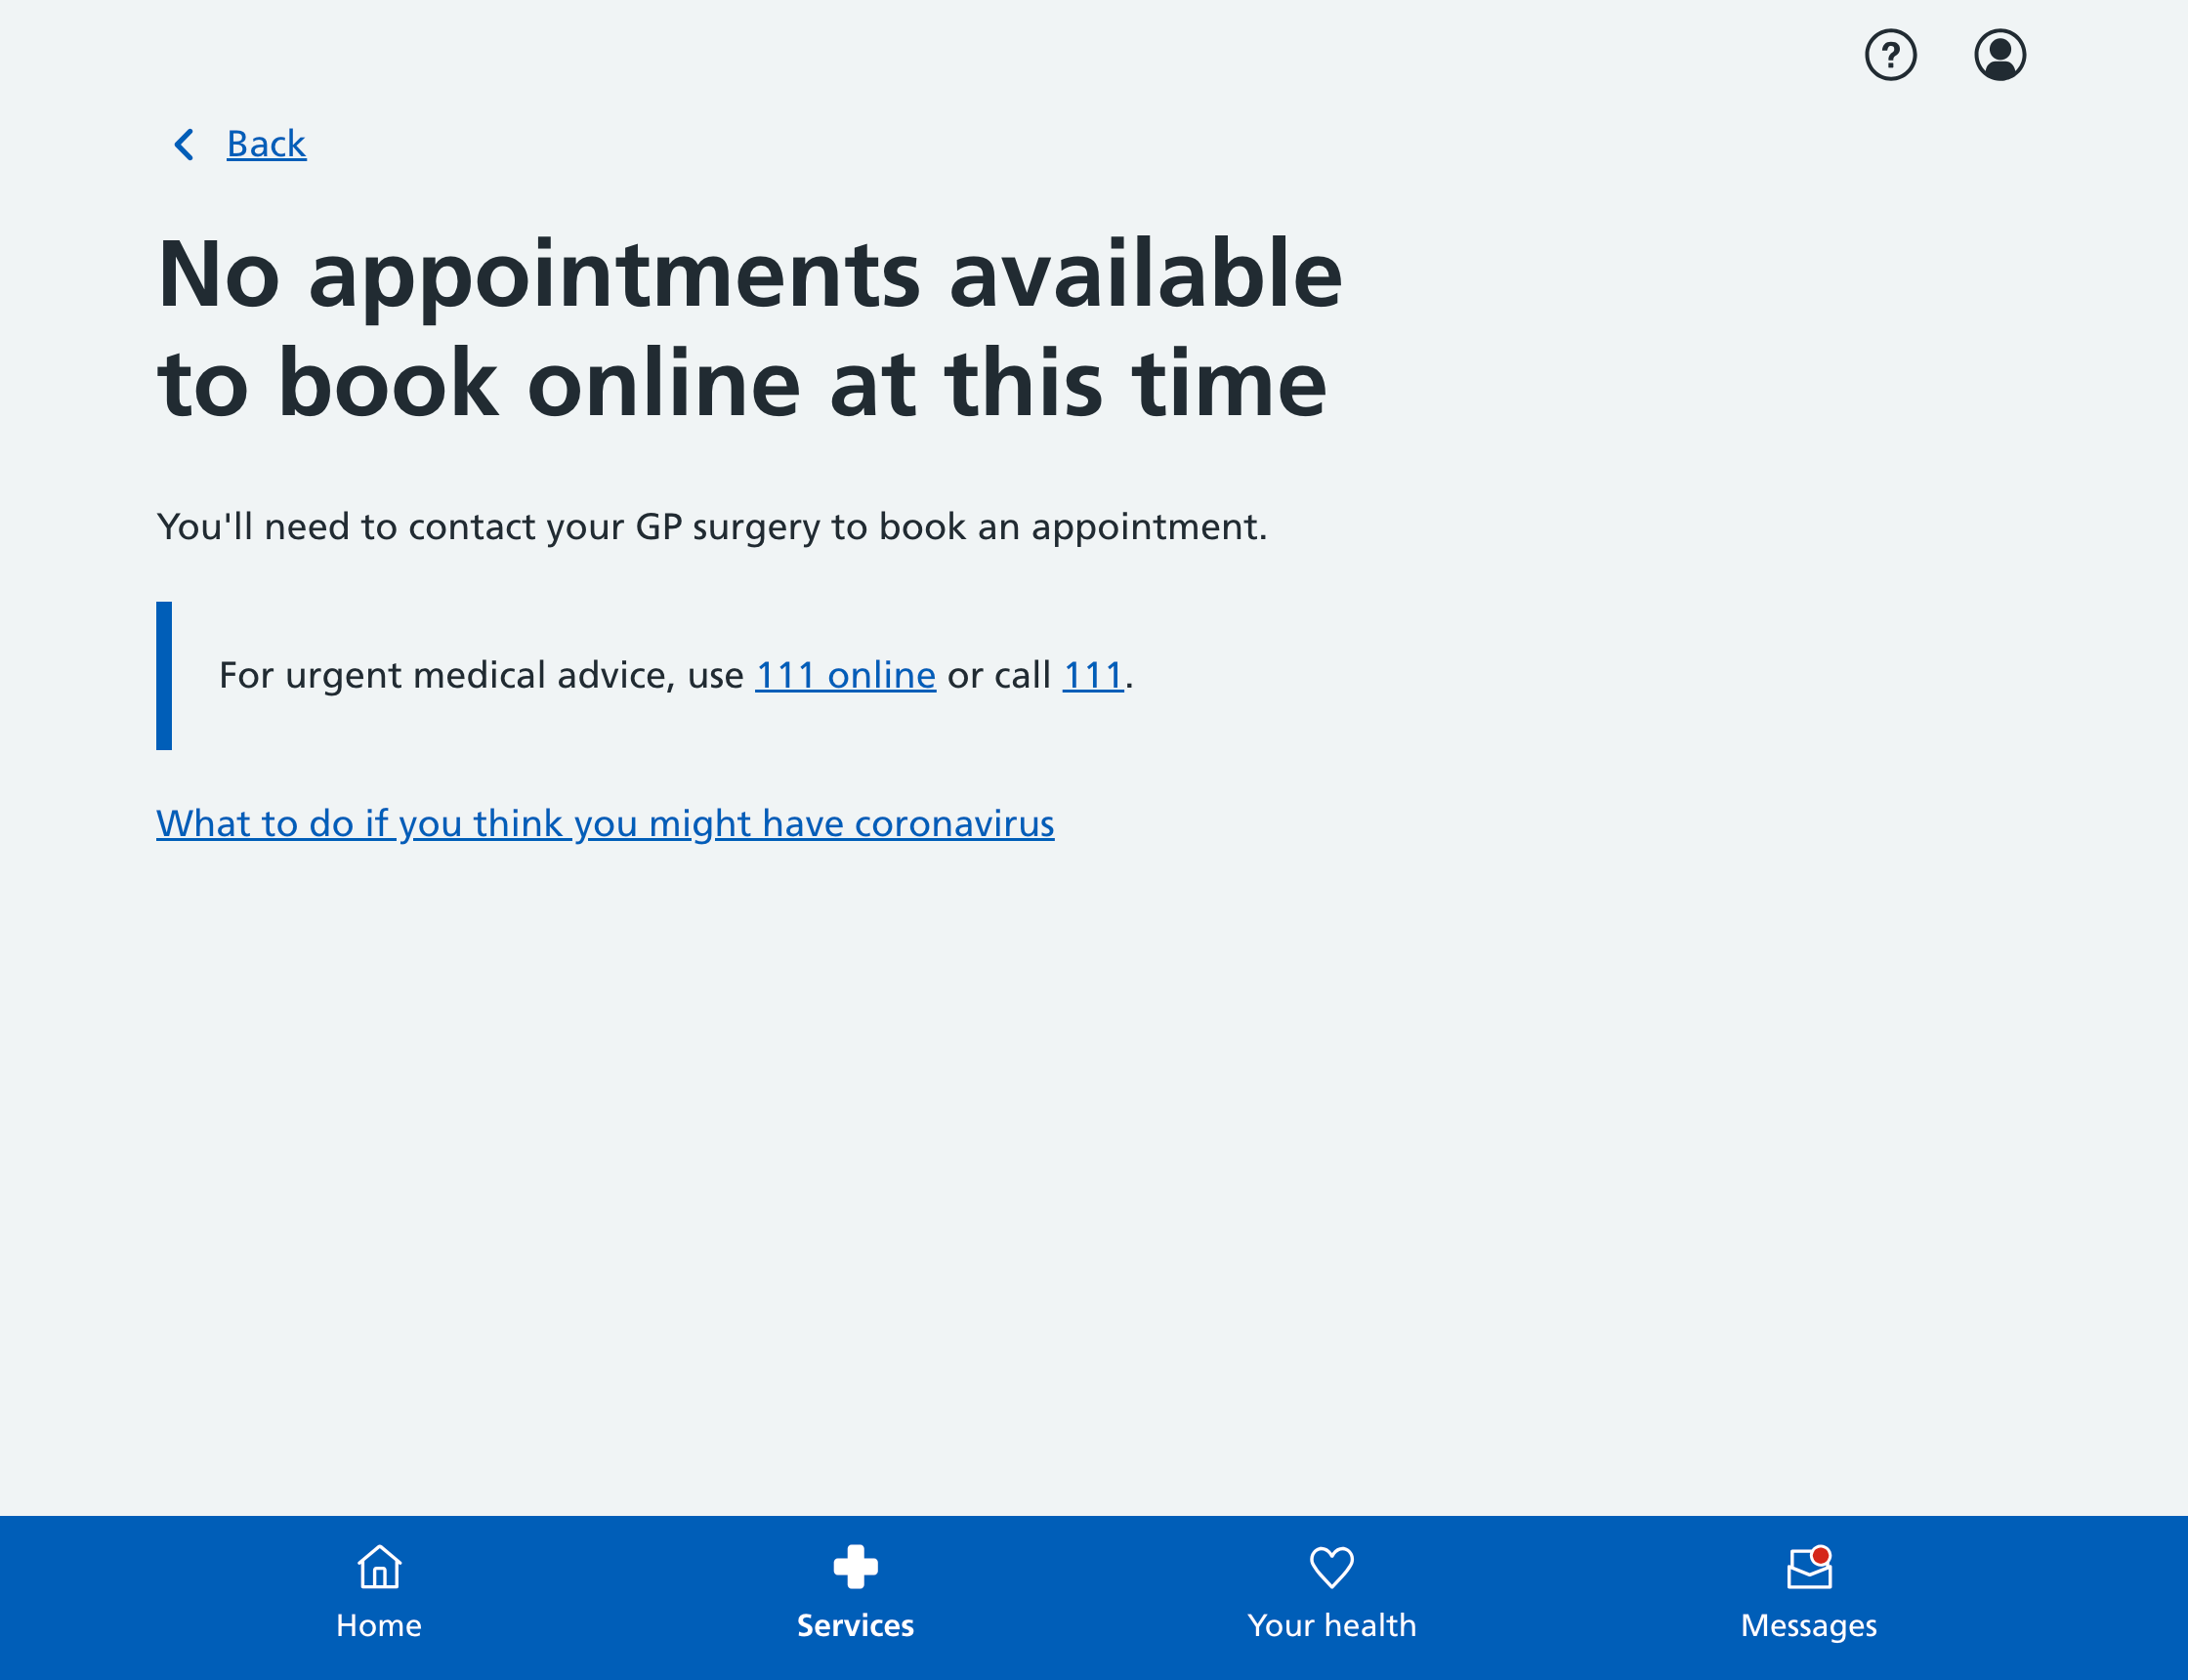 ?
Back
No appointments available
to book online at this time
You'll need to contact your GP surgery to book an appointment.
For urgent medical advice, use 111 online or call 111.
What to do if you think you might have coronavirus
Home
Services
Your health
Messages